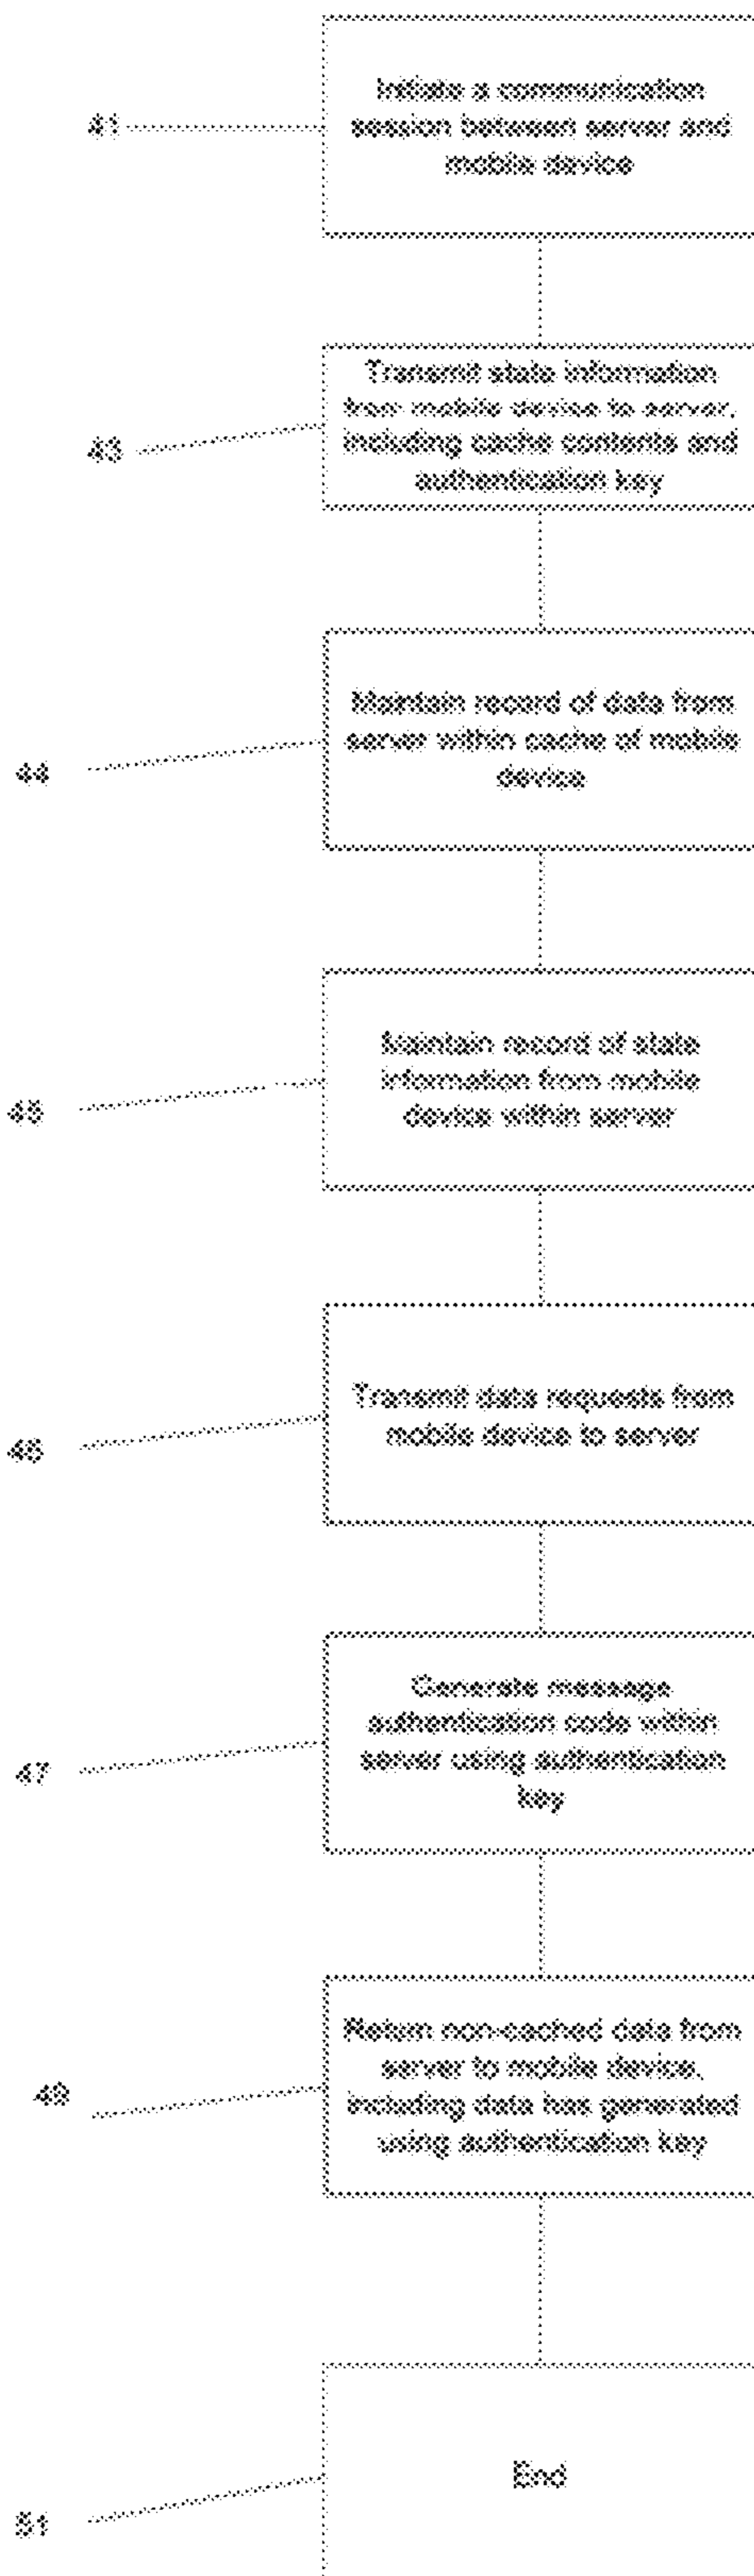 41
Initiate a communication
session between server and
mobile device
43
Transmit state information
from mobile device to server,
including cache contents and
authentication key
44
Maintain record of data from
server within cache of mobile
device
45
Maintain record of state
information from mobile
device within server
46
Transmit data requests from
mobile device to server
47
Generate message
authentication code within
server using authentication
key
49
Return non-cached data from
server to mobile device,
including data has generated
using authentication key
51
End